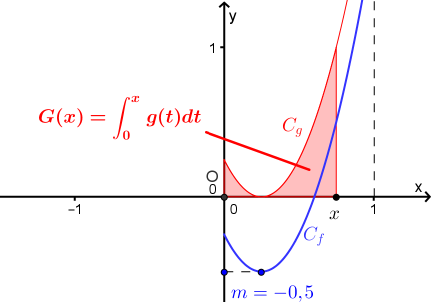 y
1
G(x) = ∫₀ˣ g(t)dt
C_g
O
0
x
−1
0
x
1
C_f
m = −0,5